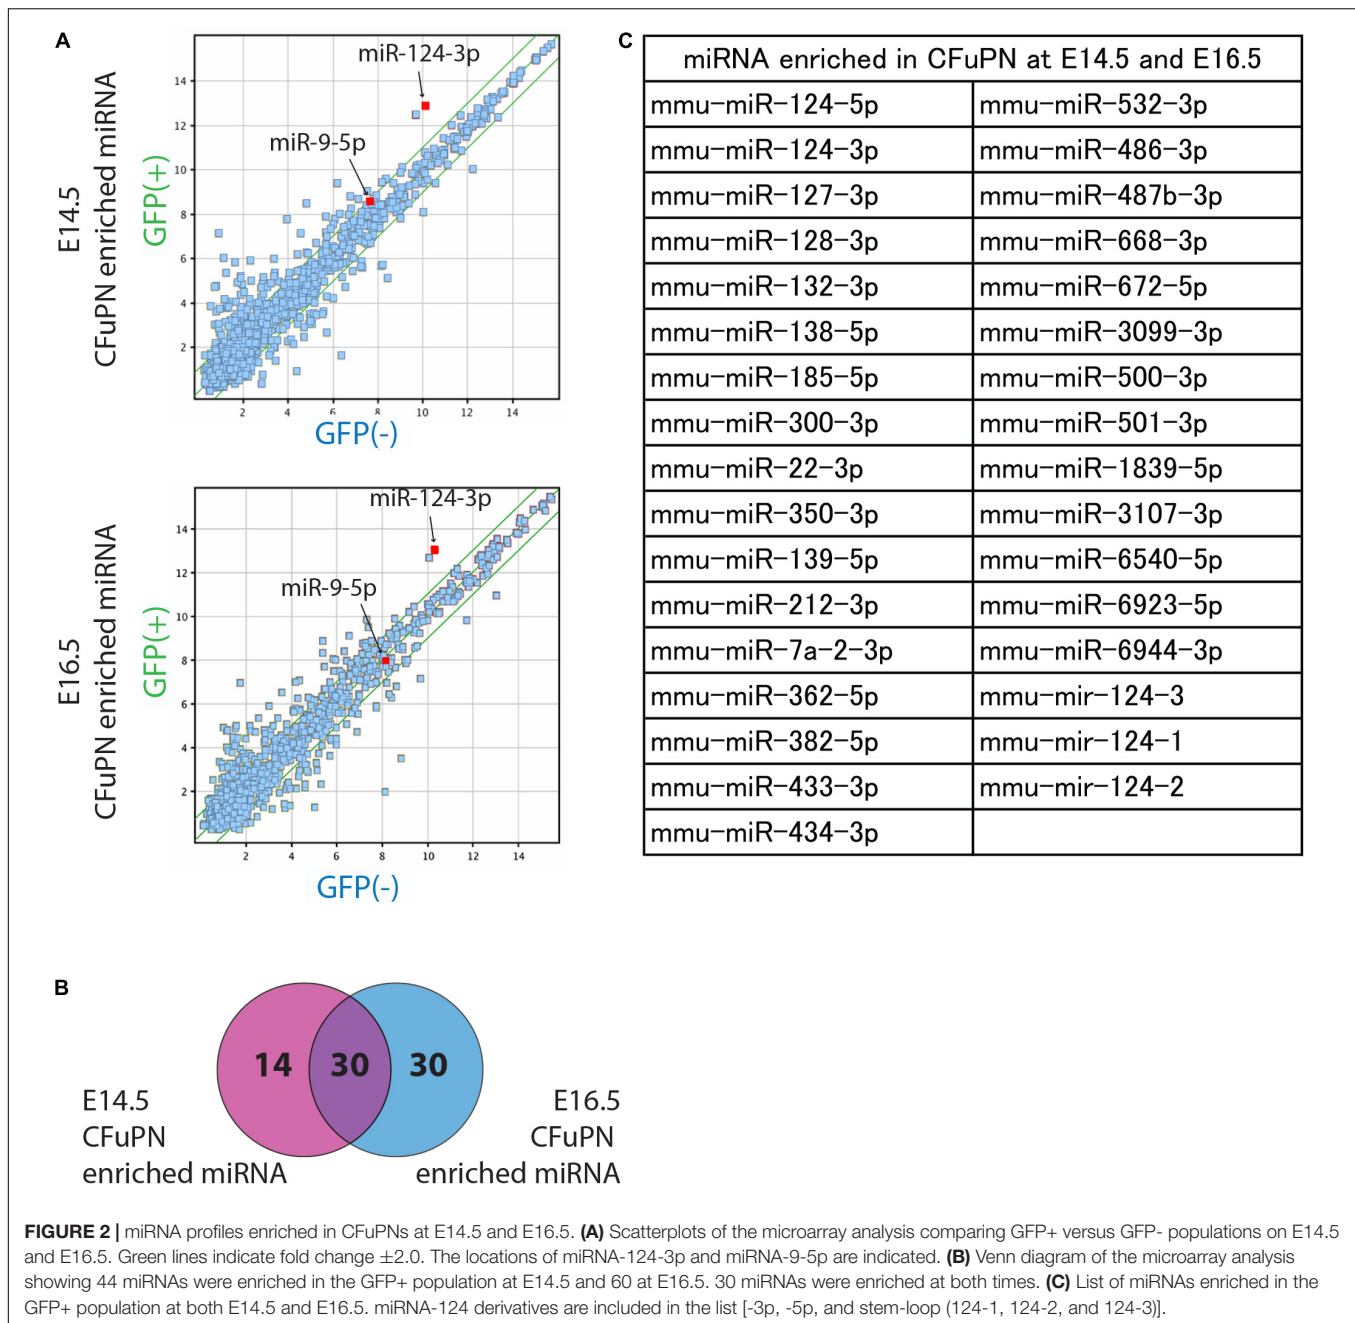 A
E14.5
CFuPN enriched miRNA
GFP(+)
miR-124-3p
miR-9-5p
14
12
10
8
6
4
2
2 4 6 8 10 12 14
GFP(-)
E16.5
CFuPN enriched miRNA
GFP(+)
miR-124-3p
miR-9-5p
14
12
10
8
6
4
2
2 4 6 8 10 12 14
GFP(-)
C
miRNA enriched in CFuPN at E14.5 and E16.5
mmu-miR-124-5p mmu-miR-532-3p
mmu-miR-124-3p mmu-miR-486-3p
mmu-miR-127-3p mmu-miR-487b-3p
mmu-miR-128-3p mmu-miR-668-3p
mmu-miR-132-3p mmu-miR-672-5p
mmu-miR-138-5p mmu-miR-3099-3p
mmu-miR-185-5p mmu-miR-500-3p
mmu-miR-300-3p mmu-miR-501-3p
mmu-miR-22-3p mmu-miR-1839-5p
mmu-miR-350-3p mmu-miR-3107-3p
mmu-miR-139-5p mmu-miR-6540-5p
mmu-miR-212-3p mmu-miR-6923-5p
mmu-miR-7a-2-3p mmu-miR-6944-3p
mmu-miR-362-5p mmu-mir-124-3
mmu-miR-382-5p mmu-mir-124-1
mmu-miR-433-3p mmu-mir-124-2
mmu-miR-434-3p
B
14 30 30
E14.5
CFuPN
enriched miRNA
E16.5
CFuPN
enriched miRNA
FIGURE 2 | miRNA profiles enriched in CFuPNs at E14.5 and E16.5. (A) Scatterplots of the microarray analysis comparing GFP+ versus GFP- populations on E14.5
and E16.5. Green lines indicate fold change ±2.0. The locations of miRNA-124-3p and miRNA-9-5p are indicated. (B) Venn diagram of the microarray analysis
showing 44 miRNAs were enriched in the GFP+ population at E14.5 and 60 at E16.5. 30 miRNAs were enriched at both times. (C) List of miRNAs enriched in the
GFP+ population at both E14.5 and E16.5. miRNA-124 derivatives are included in the list [-3p, -5p, and stem-loop (124-1, 124-2, and 124-3)].